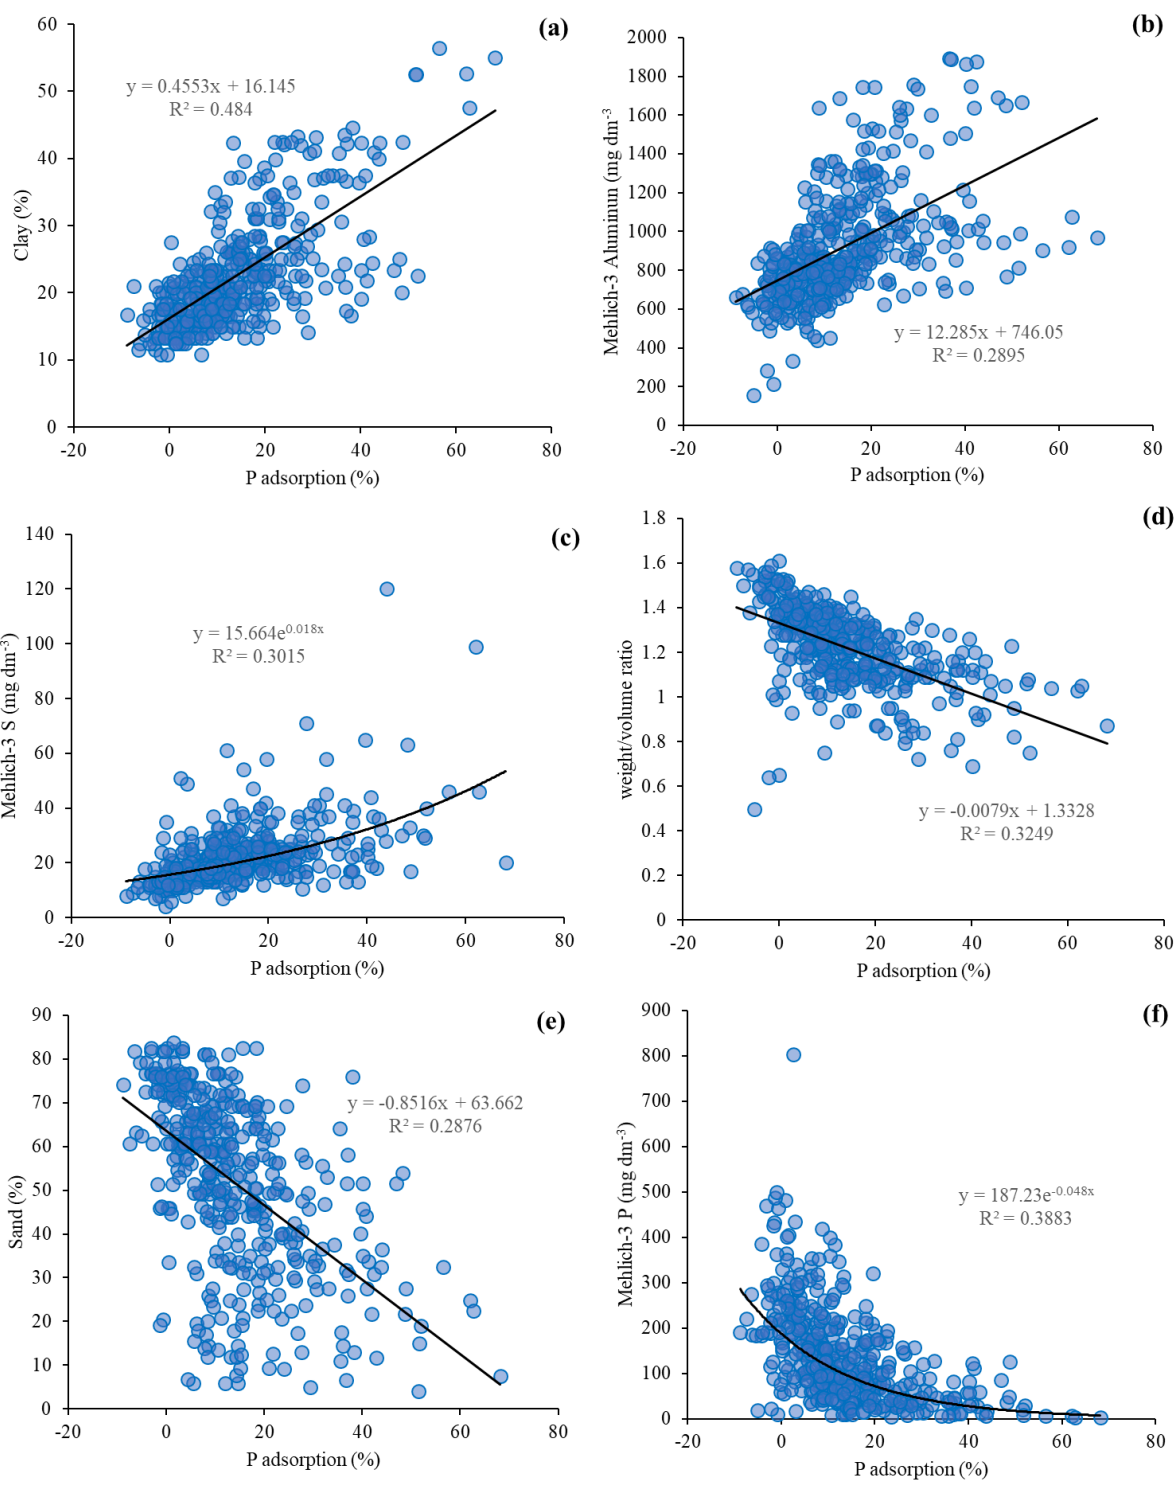 (a)
60
50
40
30
20
10
0
Clay (%)
y = 0.4553x + 16.145
R² = 0.484
-20 0 20 40 60 80
P adsorption (%)
(b)
2000
1800
1600
1400
1200
1000
800
600
400
200
0
Mehlich-3 Aluminun (mg dm⁻³
y = 12.285x + 746.05
R² = 0.2895
-20 0 20 40 60 80
P adsorption (%)
(c)
140
120
100
80
60
40
20
0
Mehlich-3 S (mg dm⁻³)
y = 15.664e^0.018x
R² = 0.3015
-20 0 20 40 60 80
P adsorption (%)
(d)
1.8
1.6
1.4
1.2
1
0.8
0.6
0.4
0.2
0
weight/volume ratio
y = -0.0079x + 1.3328
R² = 0.3249
-20 0 20 40 60 80
P adsorption (%)
(e)
90
80
70
60
50
40
30
20
10
0
Sand (%)
y = -0.8516x + 63.662
R² = 0.2876
-20 0 20 40 60 80
P adsorption (%)
(f)
900
800
700
600
500
400
300
200
100
0
Mehlich-3 P (mg dm⁻³)
y = 187.23e^-0.048x
R² = 0.3883
-20 0 20 40 60 80
P adsorption (%)